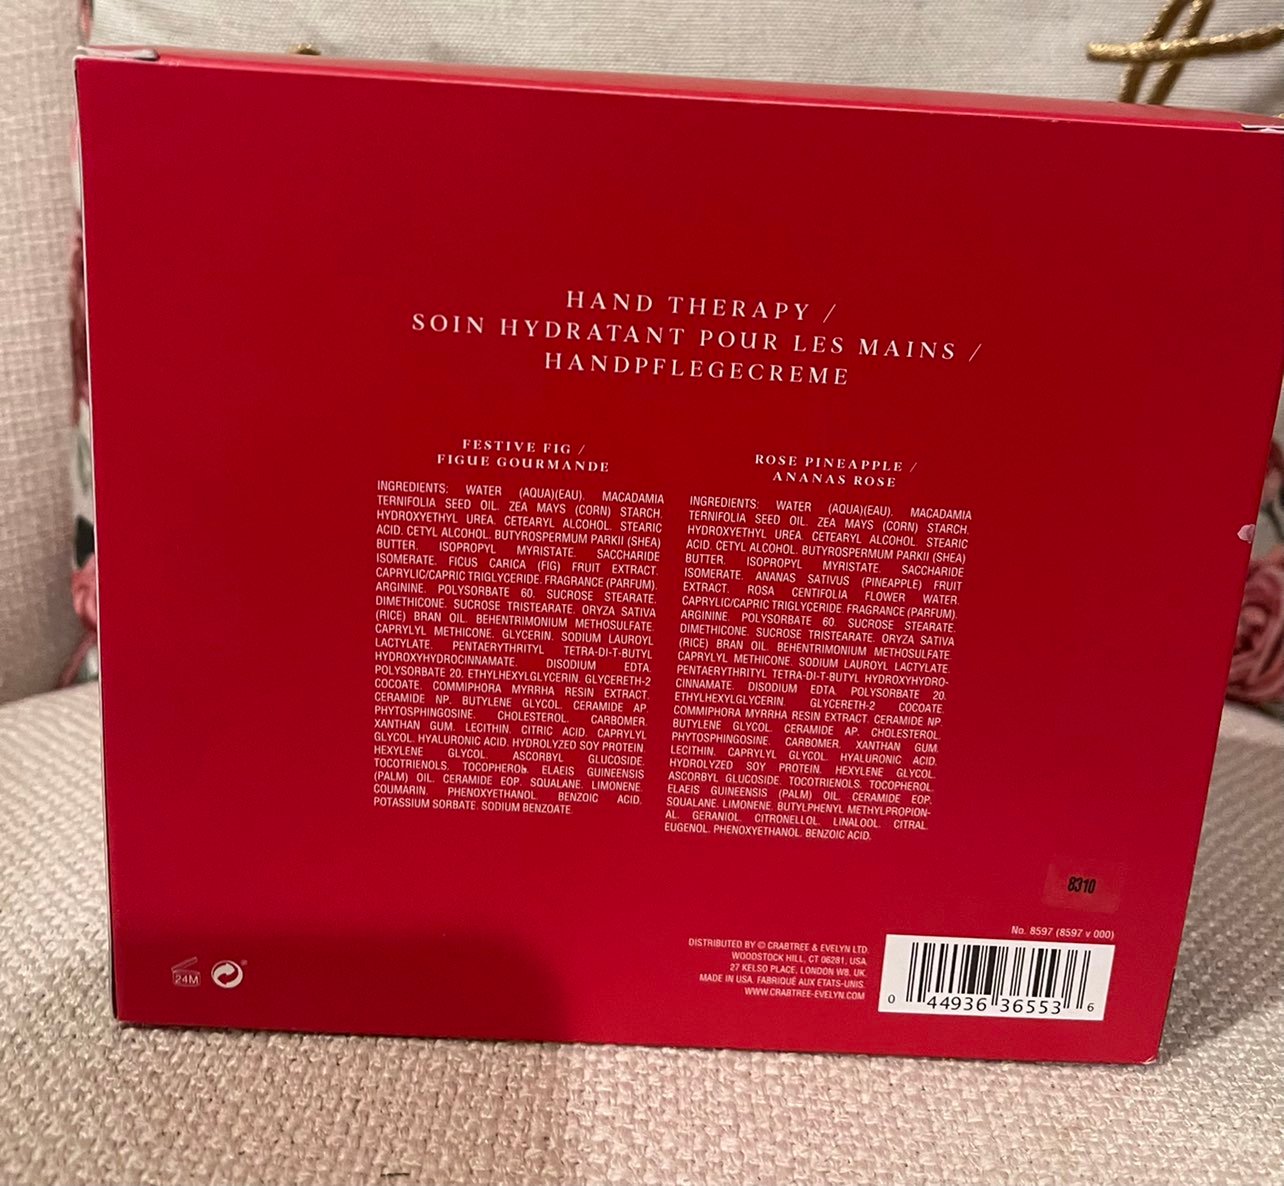 HAND THERAPY /
SOIN HYDRATANT POUR LES MAINS /
HANDPFLEGECREME
FESTIVE FIG /
FIGUE GOURMANDE
INGREDIENTS: WATER (AQUA)(EAU). MACADAMIA
TERNIFOLIA SEED OIL. ZEA MAYS (CORN) STARCH.
HYDROXYETHYL UREA. CETEARYL ALCOHOL. STEARIC
ACID. CETYL ALCOHOL. BUTYROSPERMUM PARKII (SHEA)
BUTTER. ISOPROPYL MYRISTATE. SACCHARIDE
ISOMERATE. FICUS CARICA (FIG) FRUIT EXTRACT.
CAPRYLIC/CAPRIC TRIGLYCERIDE. FRAGRANCE (PARFUM).
ARGININE. POLYSORBATE 60. SUCROSE STEARATE.
DIMETHICONE. SUCROSE TRISTEARATE. ORYZA SATIVA
(RICE) BRAN OIL. BEHENTRIMONIUM METHOSULFATE.
CAPRYLYL METHICONE. GLYCERIN. SODIUM LAUROYL
LACTYLATE. PENTAERYTHRITYL TETRA-DI-T-BUTYL
HYDROXYHYDROCINNAMATE. DISODIUM EDTA.
POLYSORBATE 20. ETHYLHEXYLGLYCERIN. GLYCERETH-2
COCOATE. COMMIPHORA MYRRHA RESIN EXTRACT.
CERAMIDE NP. BUTYLENE GLYCOL. CERAMIDE AP.
PHYTOSPHINGOSINE. CHOLESTEROL. CARBOMER.
XANTHAN GUM. LECITHIN. CITRIC ACID. CAPRYLYL
GLYCOL. HYALURONIC ACID. HYDROLYZED SOY PROTEIN.
HEXYLENE GLYCOL. ASCORBYL GLUCOSIDE.
TOCOTRIENOLS. TOCOPHEROL. ELAEIS GUINEENSIS
(PALM) OIL. CERAMIDE EOP. SQUALANE. LIMONENE.
COUMARIN. PHENOXYETHANOL. BENZOIC ACID.
POTASSIUM SORBATE. SODIUM BENZOATE.
ROSE PINEAPPLE /
ANANAS ROSE
INGREDIENTS: WATER (AQUA)(EAU). MACADAMIA
TERNIFOLIA SEED OIL. ZEA MAYS (CORN) STARCH.
HYDROXYETHYL UREA. CETEARYL ALCOHOL. STEARIC
ACID. CETYL ALCOHOL. BUTYROSPERMUM PARKII (SHEA)
BUTTER. ISOPROPYL MYRISTATE. SACCHARIDE
ISOMERATE. ANANAS SATIVUS (PINEAPPLE) FRUIT
EXTRACT. ROSA CENTIFOLIA FLOWER WATER.
CAPRYLIC/CAPRIC TRIGLYCERIDE. FRAGRANCE (PARFUM).
ARGININE. POLYSORBATE 60. SUCROSE STEARATE.
DIMETHICONE. SUCROSE TRISTEARATE. ORYZA SATIVA
(RICE) BRAN OIL. BEHENTRIMONIUM METHOSULFATE.
CAPRYLYL METHICONE. SODIUM LAUROYL LACTYLATE.
PENTAERYTHRITYL TETRA-DI-T-BUTYL HYDROXYHYDRO-
CINNAMATE. DISODIUM EDTA. POLYSORBATE 20.
ETHYLHEXYLGLYCERIN. GLYCERETH-2 COCOATE.
COMMIPHORA MYRRHA RESIN EXTRACT. CERAMIDE NP.
BUTYLENE GLYCOL. CERAMIDE AP. CHOLESTEROL.
PHYTOSPHINGOSINE. CARBOMER. XANTHAN GUM.
LECITHIN. CAPRYLYL GLYCOL. HYALURONIC ACID.
HYDROLYZED SOY PROTEIN. HEXYLENE GLYCOL.
ASCORBYL GLUCOSIDE. TOCOTRIENOLS. TOCOPHEROL.
ELAEIS GUINEENSIS (PALM) OIL. CERAMIDE EOP.
SQUALANE. LIMONENE. BUTYLPHENYL METHYLPROPION-
AL. GERANIOL. CITRONELLOL. LINALOOL. CITRAL.
EUGENOL. PHENOXYETHANOL. BENZOIC ACID.
8310
No. 8597 (8597 v 000)
DISTRIBUTED BY © CRABTREE & EVELYN LTD.
WOODSTOCK HILL, CT 06281, USA.
27 KELSO PLACE, LONDON W8, UK.
MADE IN USA. FABRIQUÉ AUX ETATS-UNIS.
WWW.CRABTREE-EVELYN.COM
0 44936 36553 6
24M